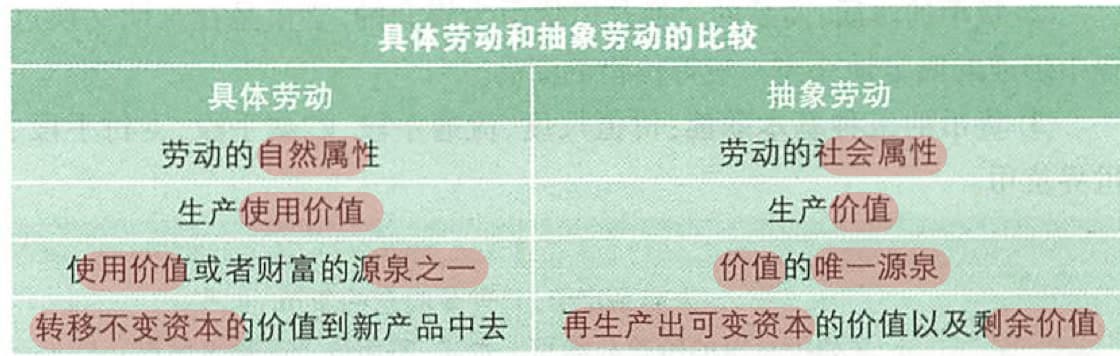 具体劳动和抽象劳动的比较
具体劳动 抽象劳动
劳动的自然属性 劳动的社会属性
生产使用价值 生产价值
使用价值或者财富的源泉之一 价值的唯一源泉
转移不变资本的价值到新产品中去 再生产出可变资本的价值以及剩余价值